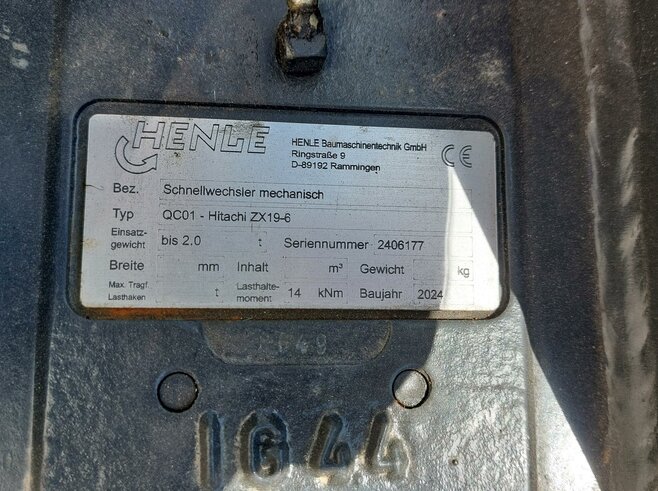 HENLE
HENLE Baumaschinentechnik GmbH
Ringstraße 9
D-89192 Rammingen
CE
Bez. Schnellwechsler mechanisch
Typ QC01 - Hitachi ZX19-6
Einsatz-
gewicht bis 2.0 t Seriennummer 2406177
Breite mm Inhalt m³ Gewicht kg
Max. Tragf.
Lasthaken t Lasthalte-
moment 14 kNm Baujahr 2024